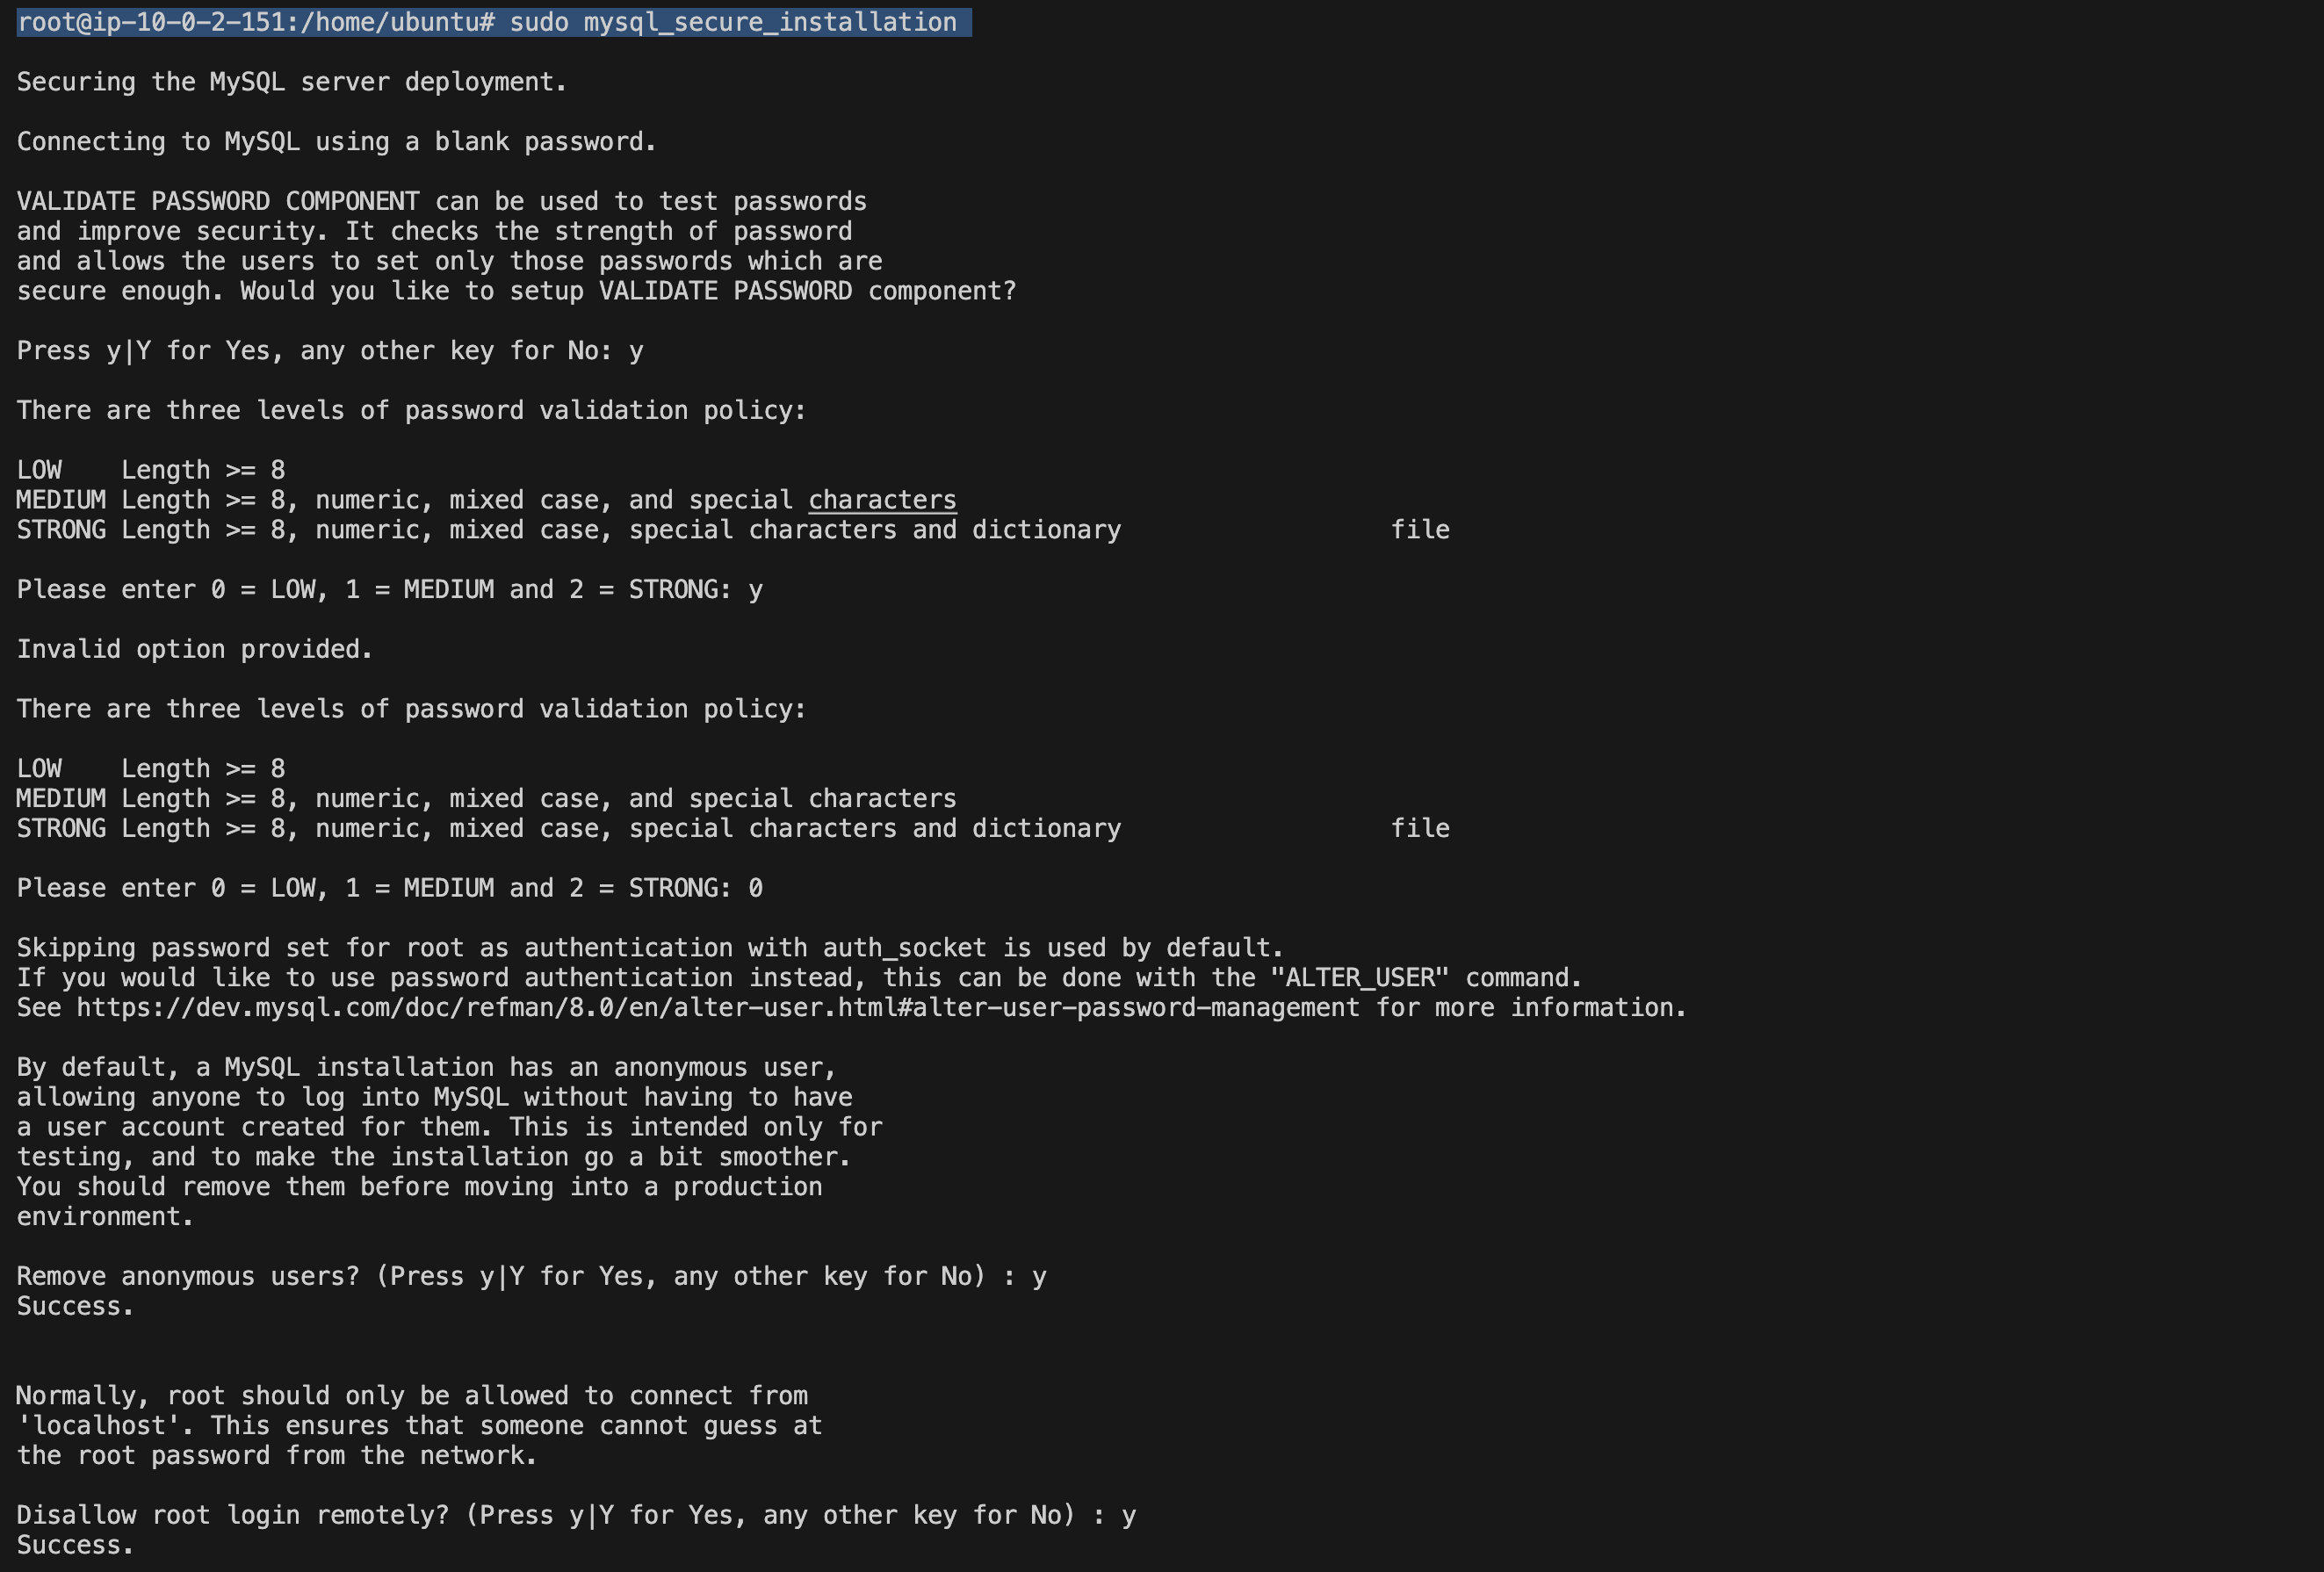 root@ip-10-0-2-151:/home/ubuntu# sudo mysql_secure_installation
Securing the MySQL server deployment.
Connecting to MySQL using a blank password.
VALIDATE PASSWORD COMPONENT can be used to test passwords
and improve security. It checks the strength of password
and allows the users to set only those passwords which are
secure enough. Would you like to setup VALIDATE PASSWORD component?
Press y|Y for Yes, any other key for No: y
There are three levels of password validation policy:
LOW    Length >= 8
MEDIUM Length >= 8, numeric, mixed case, and special characters
STRONG Length >= 8, numeric, mixed case, special characters and dictionary                  file
Please enter 0 = LOW, 1 = MEDIUM and 2 = STRONG: y
Invalid option provided.
There are three levels of password validation policy:
LOW    Length >= 8
MEDIUM Length >= 8, numeric, mixed case, and special characters
STRONG Length >= 8, numeric, mixed case, special characters and dictionary                  file
Please enter 0 = LOW, 1 = MEDIUM and 2 = STRONG: 0
Skipping password set for root as authentication with auth_socket is used by default.
If you would like to use password authentication instead, this can be done with the "ALTER_USER" command.
See https://dev.mysql.com/doc/refman/8.0/en/alter-user.html#alter-user-password-management for more information.
By default, a MySQL installation has an anonymous user,
allowing anyone to log into MySQL without having to have
a user account created for them. This is intended only for
testing, and to make the installation go a bit smoother.
You should remove them before moving into a production
environment.
Remove anonymous users? (Press y|Y for Yes, any other key for No) : y
Success.
Normally, root should only be allowed to connect from
'localhost'. This ensures that someone cannot guess at
the root password from the network.
Disallow root login remotely? (Press y|Y for Yes, any other key for No) : y
Success.